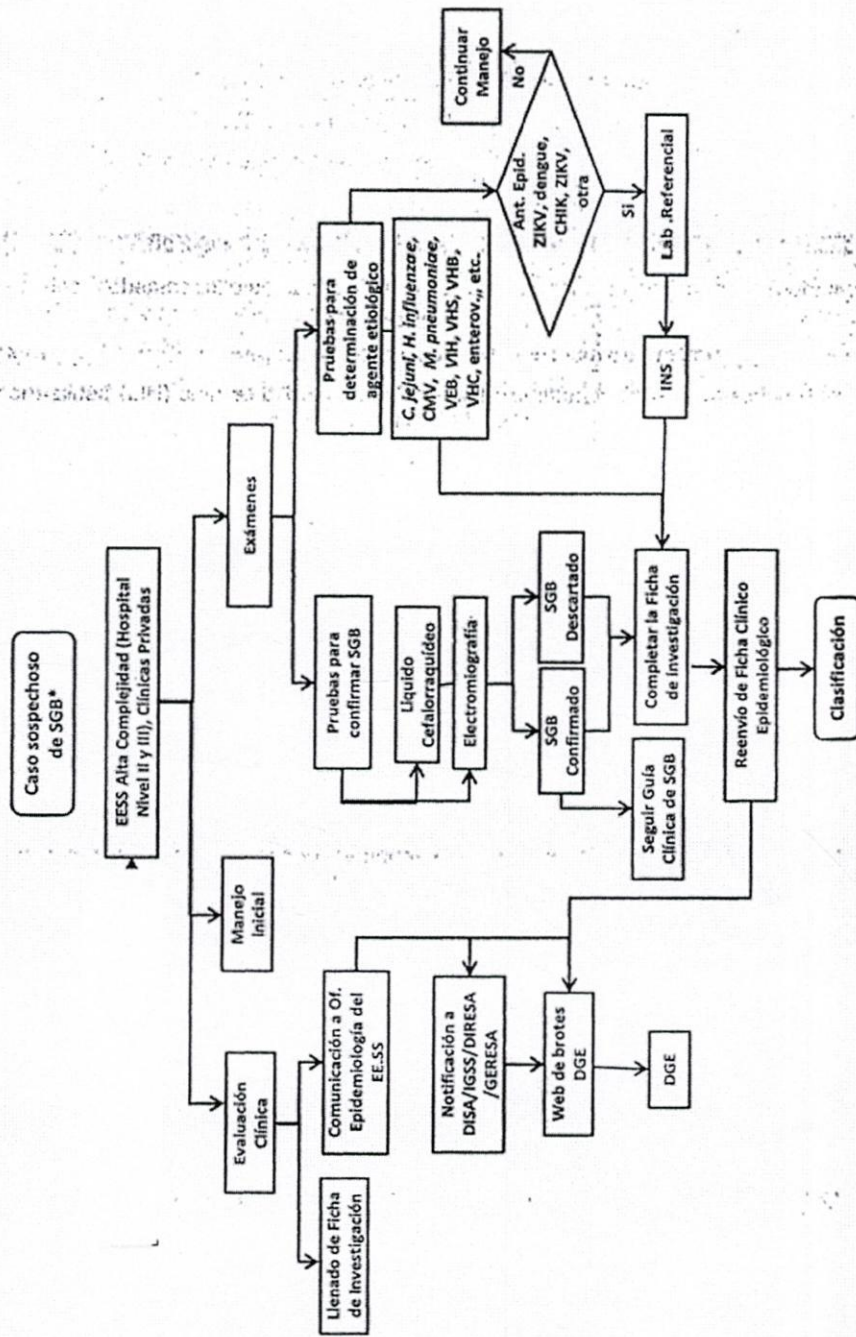 Caso sospechoso
de SGB*
EESS Alta Complejidad (Hospital
Nivel II y III), Clínicas Privadas
Evaluación
Clínica
Manejo
Inicial
Exámenes
Llenado de Ficha
de Investigación
Comunicación a Of.
Epidemiología del
EE.SS
Notificación a
DISA/IGSS/DIRESA
/GERESA
Web de brotes
DGE
DGE
Pruebas para
confirmar SGB
Líquido
Cefalorraquídeo
Electromiografía
SGB
Confirmado
SGB
Descartado
Seguir Guía
Clínica de SGB
Completar la Ficha
de investigación
Reenvío de Ficha Clínico
Epidemiológico
Clasificación
Pruebas para
determinación de
agente etiológico
C. jejuni, H. influenzae,
CMV, M. pneumoniae,
VEB, VIH, VHS, VHB,
VHC, enterov.,, etc.
Ant. Epid.
ZIKV, dengue,
CHIK, ZIKV,
otra
No
Continuar
Manejo
Si
Lab .Referencial
INS